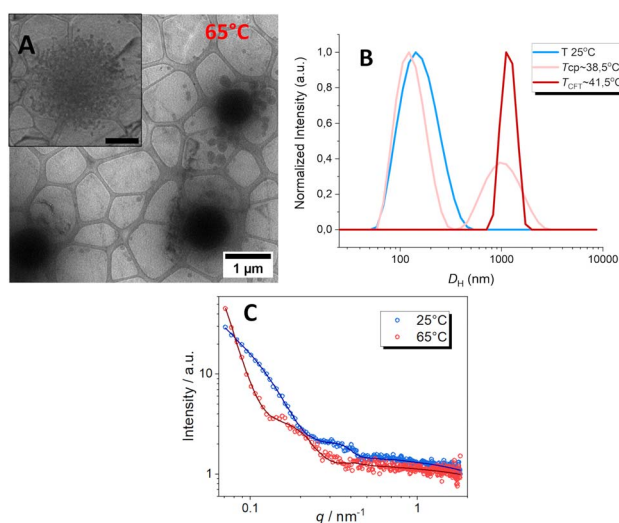 A
65°C
1 µm
B
Normalized Intensity (a.u.)
1,0
0,8
0,6
0,4
0,2
0,0
T 25°C
Tcp~38,5°C
TCFT~41,5°C
100
1000
10000
DH (nm)
C
Intensity / a.u.
10
1
25°C
65°C
0.1
1
q / nm⁻¹